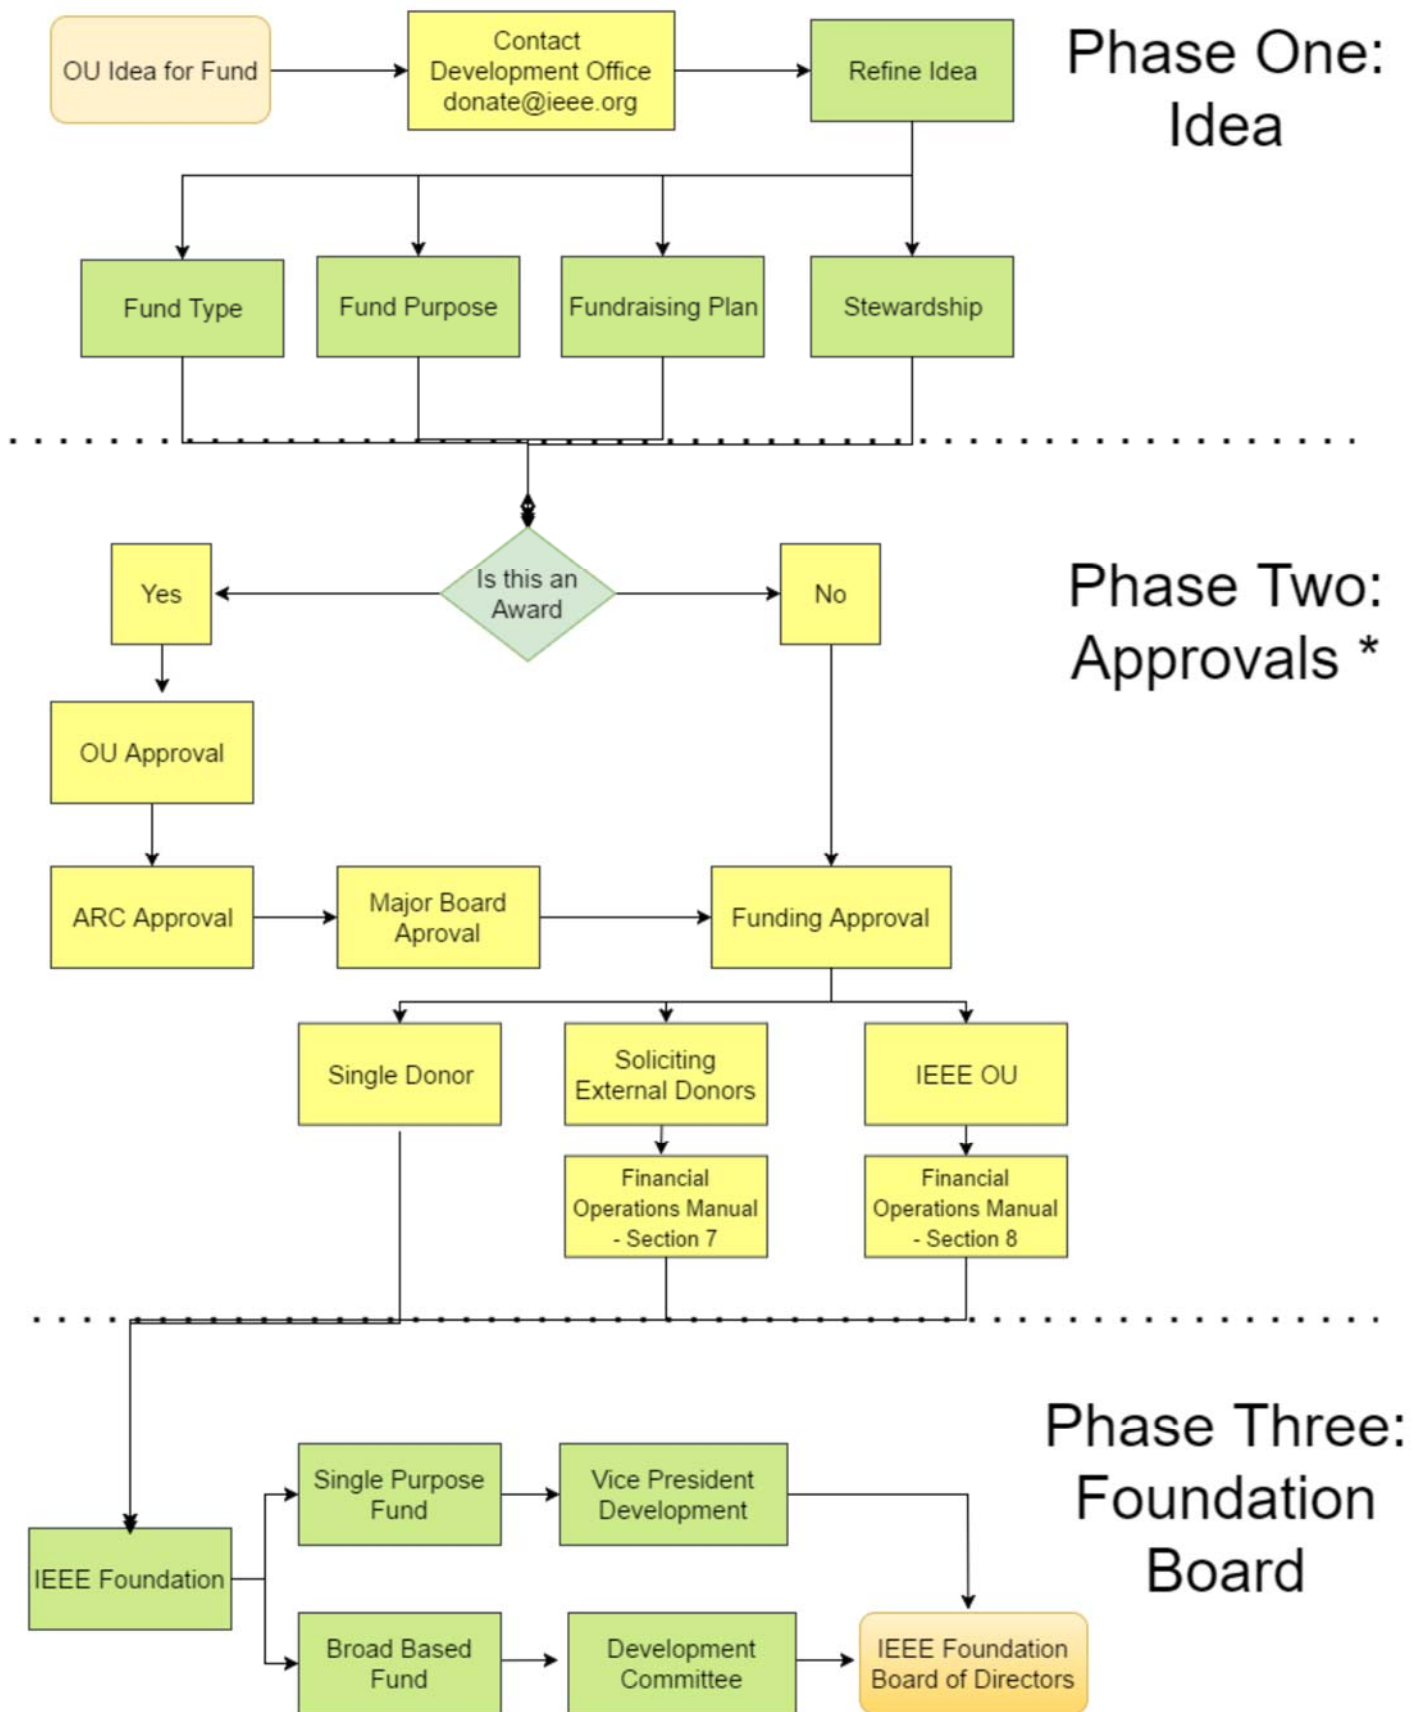 OU Idea for Fund
Contact
Development Office
donate@ieee.org
Refine Idea
Phase One:
Idea
Fund Type
Fund Purpose
Fundraising Plan
Stewardship
Yes
Is this an
Award
No
Phase Two:
Approvals *
OU Approval
ARC Approval
Major Board
Aproval
Funding Approval
Single Donor
Soliciting
External Donors
IEEE OU
Financial
Operations Manual
- Section 7
Financial
Operations Manual
- Section 8
Phase Three:
Foundation
Board
Single Purpose
Fund
Vice President
Development
IEEE Foundation
Broad Based
Fund
Development
Committee
IEEE Foundation
Board of Directors